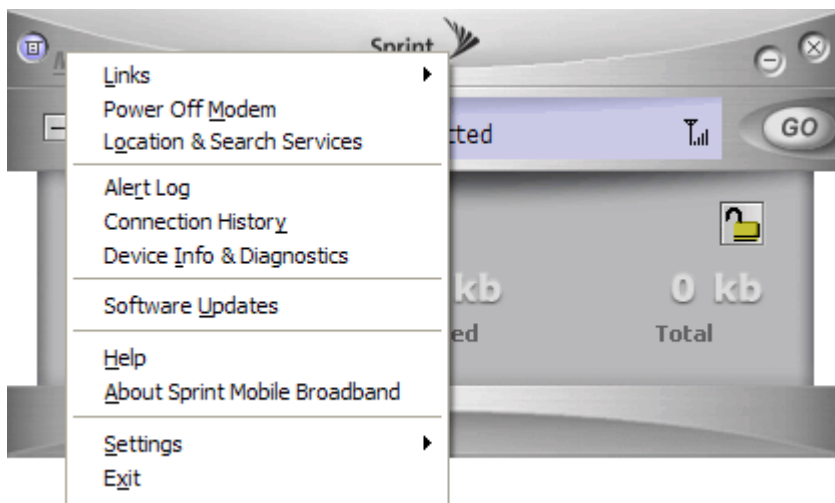 Sprint
Links
Power Off Modem
Location & Search Services
cted
GO
Alert Log
Connection History
Device Info & Diagnostics
Software Updates
kb
0 kb
ed
Total
Help
About Sprint Mobile Broadband
Settings
Exit